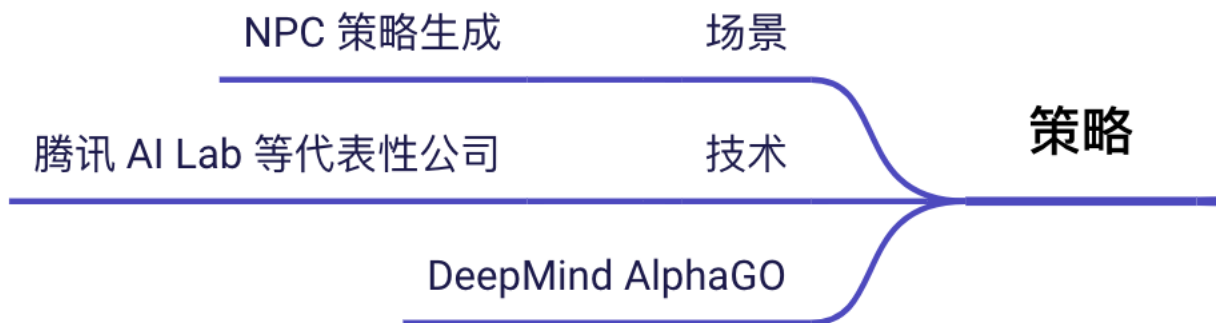 NPC 策略生成 场景
策略
腾讯 AI Lab 等代表性公司 技术
DeepMind AlphaGO